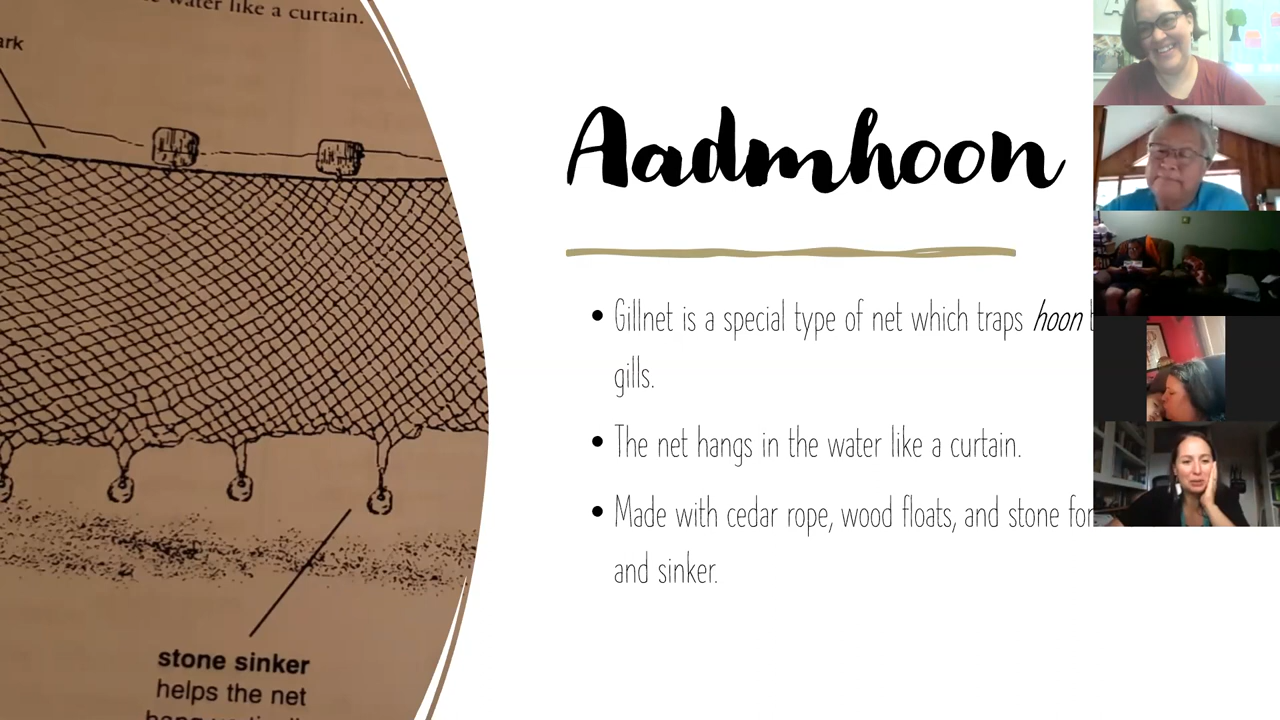 water like a curtain.
ark
stone sinker
helps the net
Aadmhoon
• Gillnet is a special type of net which traps hoon
gills.
• The net hangs in the water like a curtain.
• Made with cedar rope, wood floats, and stone for
and sinker.